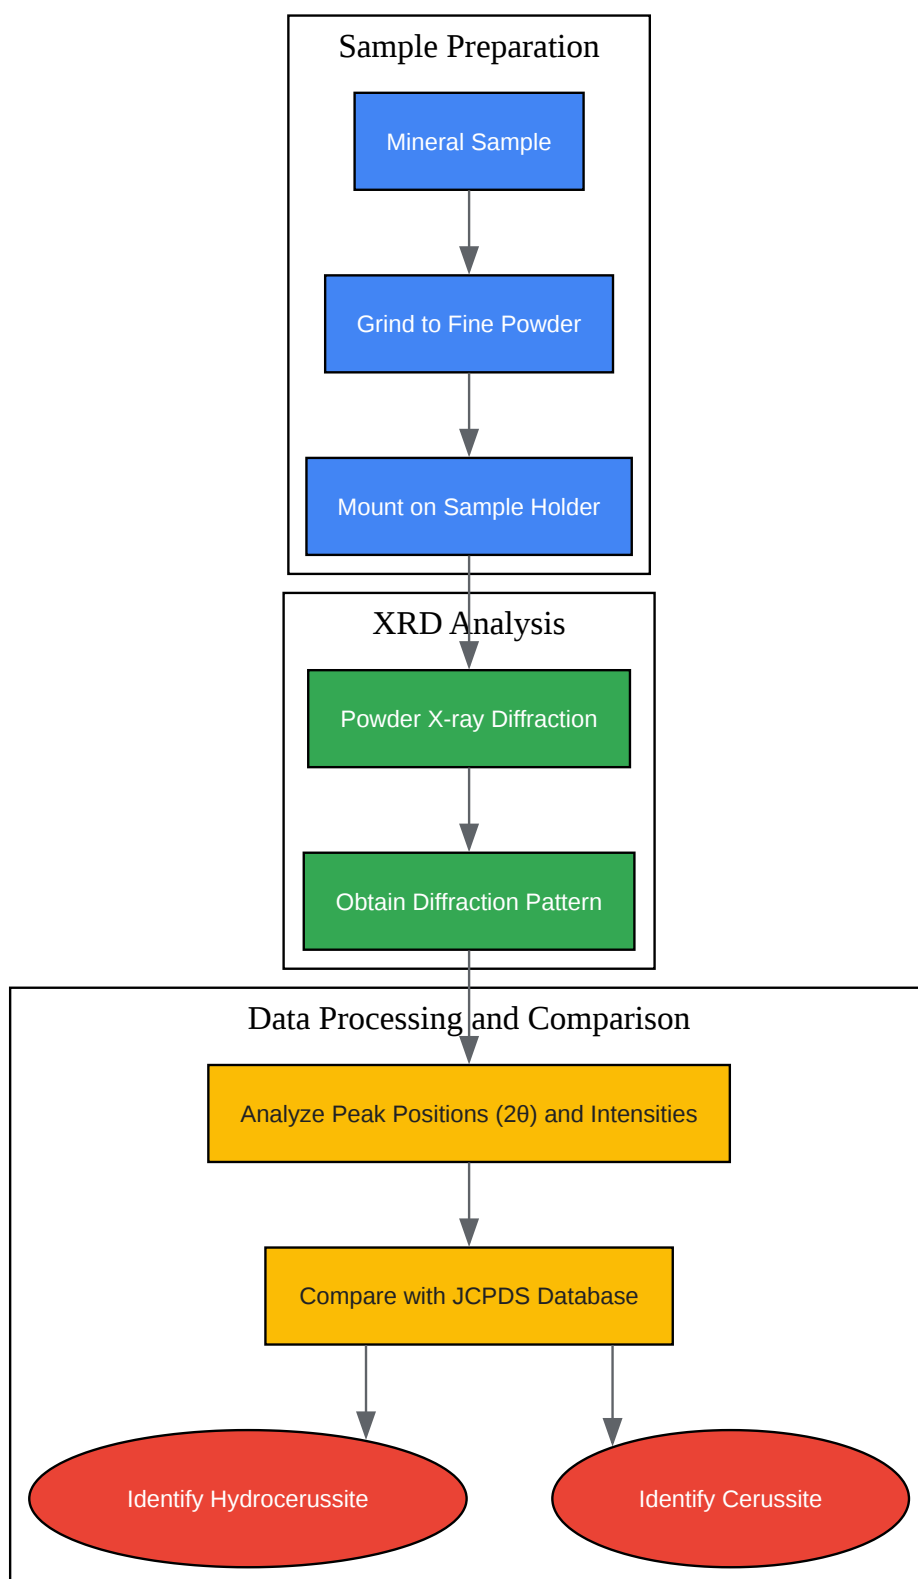 Sample Preparation
Mineral Sample
Grind to Fine Powder
Mount on Sample Holder
XRD Analysis
Powder X-ray Diffraction
Obtain Diffraction Pattern
Data Processing and Comparison
Analyze Peak Positions (2θ) and Intensities
Compare with JCPDS Database
Identify Hydrocerussite
Identify Cerussite